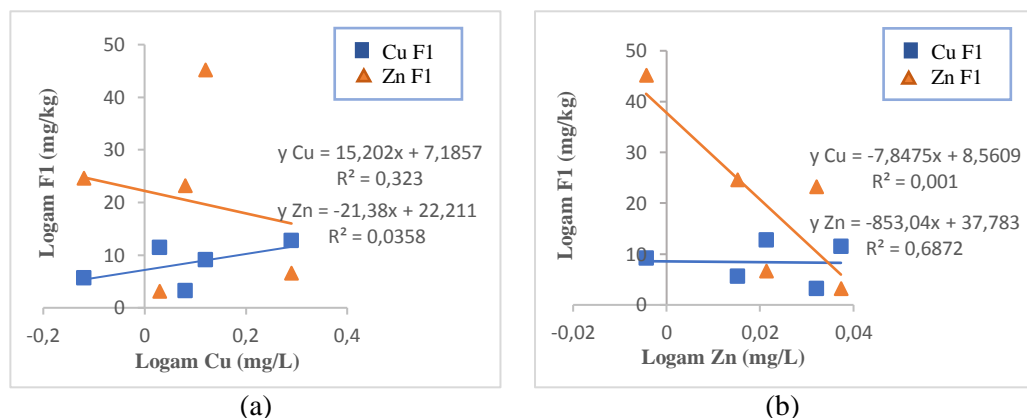 Cu F1
Zn F1
50
40
30
20
10
0
Logam F1 (mg/kg)
y Cu = 15,202x + 7,1857
R² = 0,323
y Zn = -21,38x + 22,211
R² = 0,0358
-0,2 0 0,2 0,4
Logam Cu (mg/L)
(a)
Cu F1
Zn F1
50
40
30
20
10
0
Logam F1 (mg/kg)
y Cu = -7,8475x + 8,5609
R² = 0,001
y Zn = -853,04x + 37,783
R² = 0,6872
-0,02 0 0,02 0,04
Logam Zn (mg/L)
(b)